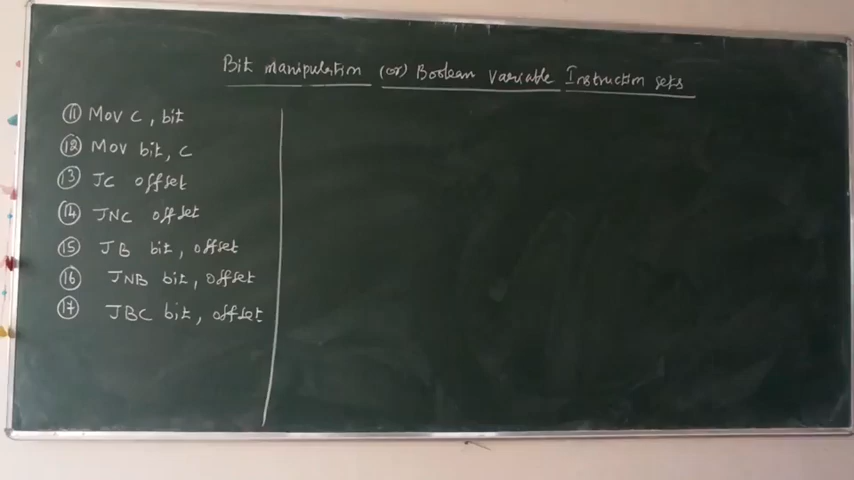 Bit manipulation (or) Boolean variable Instruction sets
11 Mov C, bit
12 Mov bit, C
13 JC offset
14 JNC offset
15 JB bit, offset
16 JNB bit, offset
17 JBC bit, offset